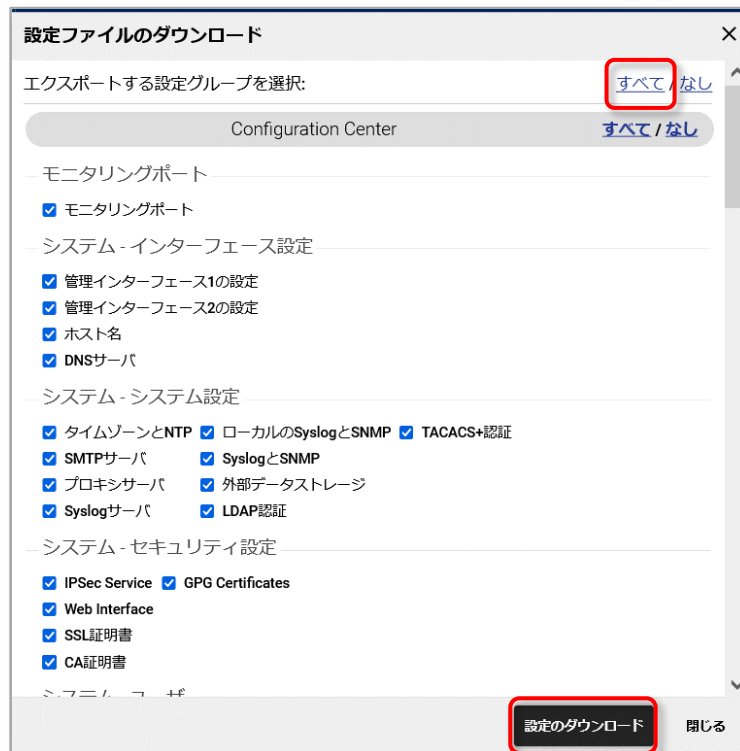 設定ファイルのダウンロード ×
エクスポートする設定グループを選択: すべて / なし
Configuration Center すべて / なし
モニタリングポート
モニタリングポート
システム - インターフェース設定
管理インターフェース1の設定
管理インターフェース2の設定
ホスト名
DNSサーバ
システム - システム設定
タイムゾーンとNTP ローカルのSyslogとSNMP TACACS+認証
SMTPサーバ SyslogとSNMP
プロキシサーバ 外部データストレージ
Syslogサーバ LDAP認証
システム - セキュリティ設定
IPSec Service GPG Certificates
Web Interface
SSL証明書
CA証明書
システム - ユーザ
設定のダウンロード 閉じる